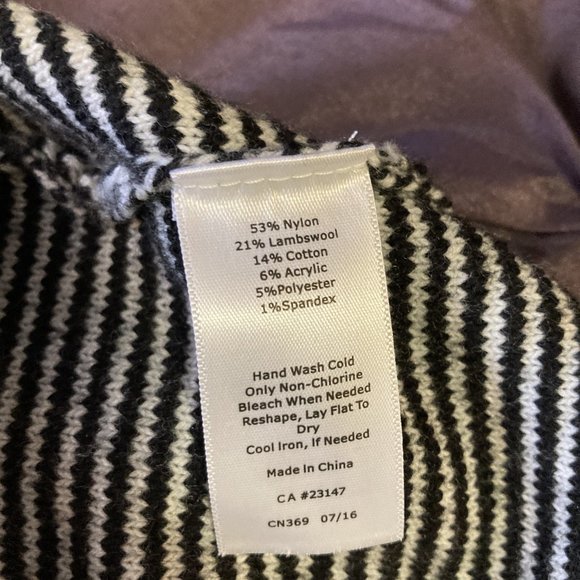 53% Nylon
21% Lambswool
14% Cotton
6% Acrylic
5%Polyester
1%Spandex
Hand Wash Cold
Only Non-Chlorine
Bleach When Needed
Reshape, Lay Flat To
Dry
Cool Iron, If Needed
Made In China
CA #23147
CN369 07/16